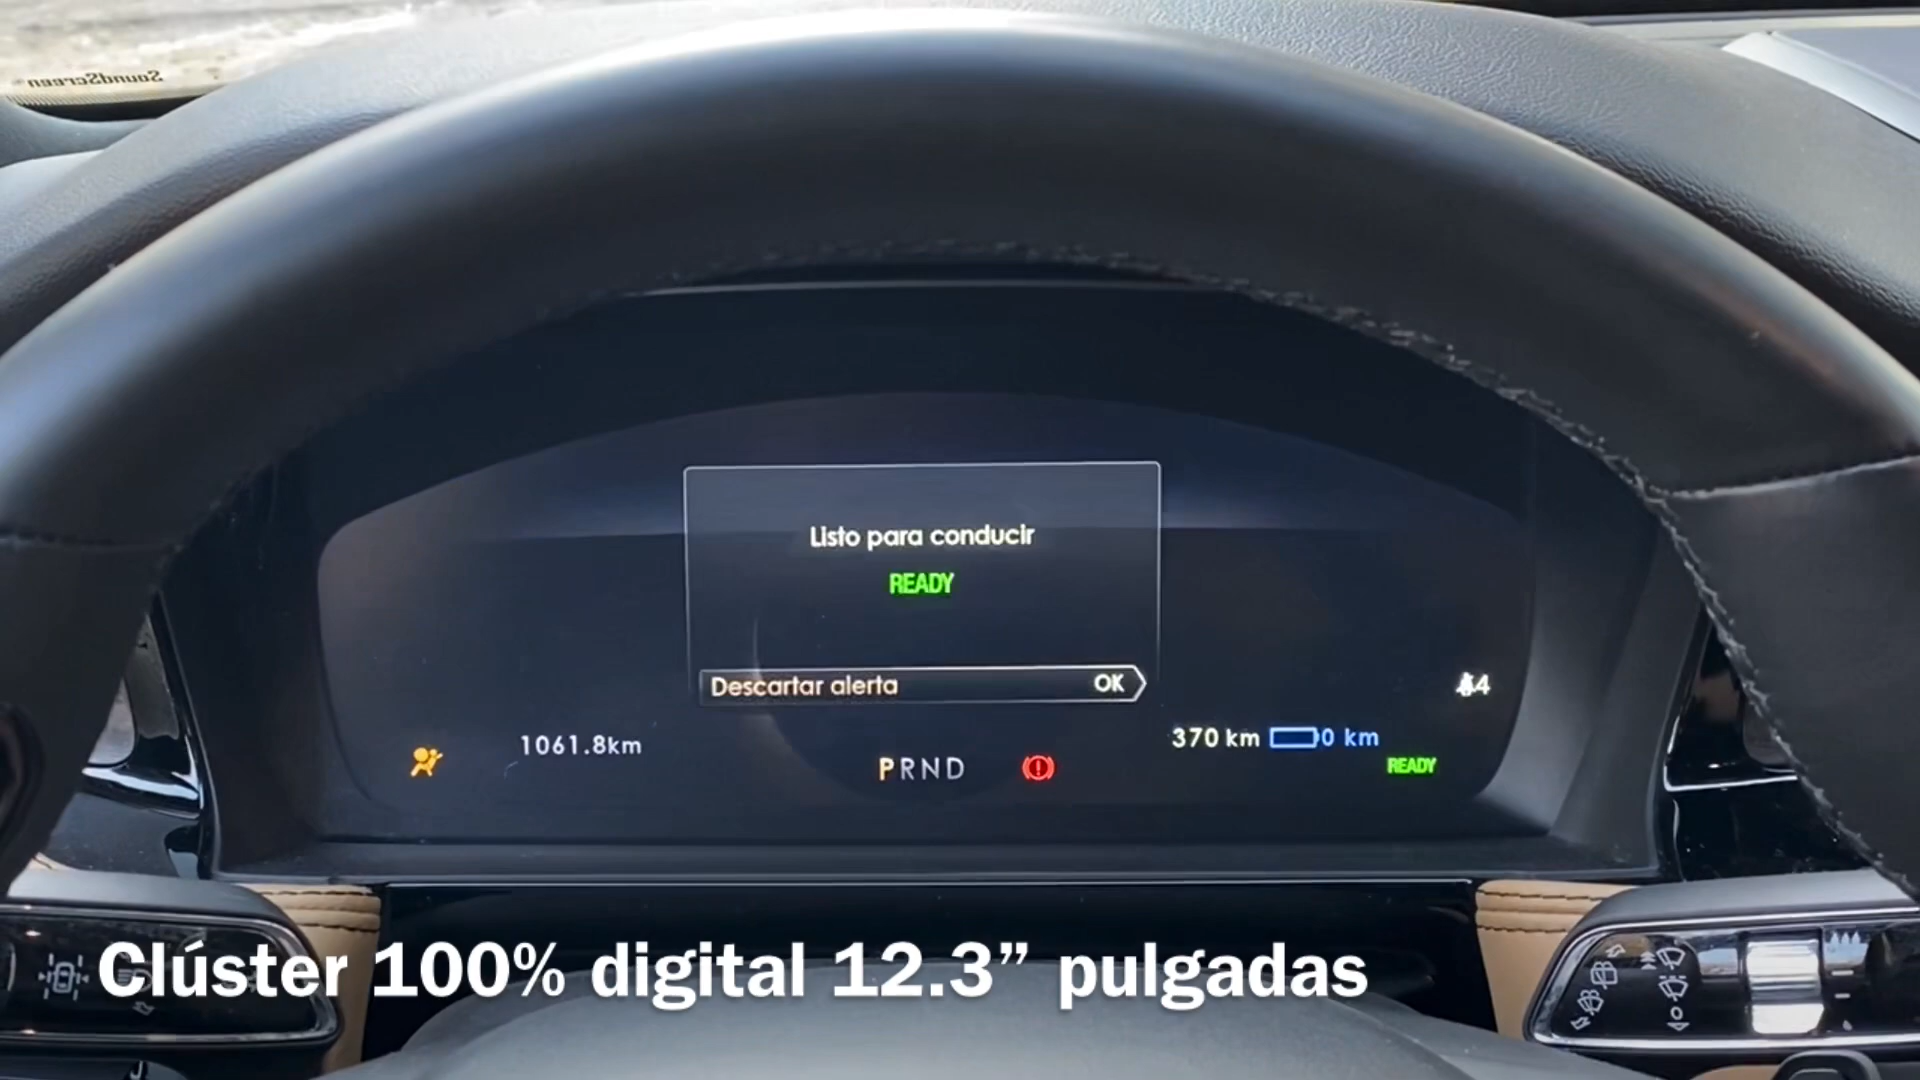 SoundScreen
Listo para conducir
READY
Descartar alerta OK
4
1061.8km
370 km 0 km
PRND
READY
Clúster 100% digital 12.3” pulgadas